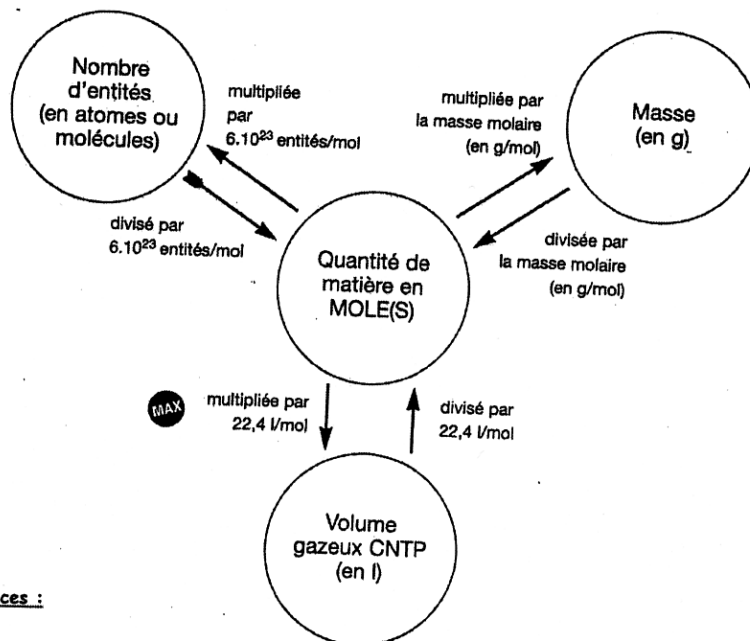 Nombre
d'entités
(en atomes ou
molécules)
multipliée
par
6.10²³ entités/mol
multipliée par
la masse molaire
(en g/mol)
Masse
(en g)
divisé par
6.10²³ entités/mol
Quantité de
matière en
MOLE(S)
divisée par
la masse molaire
(en g/mol)
MAX
multipliée par
22,4 l/mol
divisé par
22,4 l/mol
Volume
gazeux CNTP
(en l)
ces :